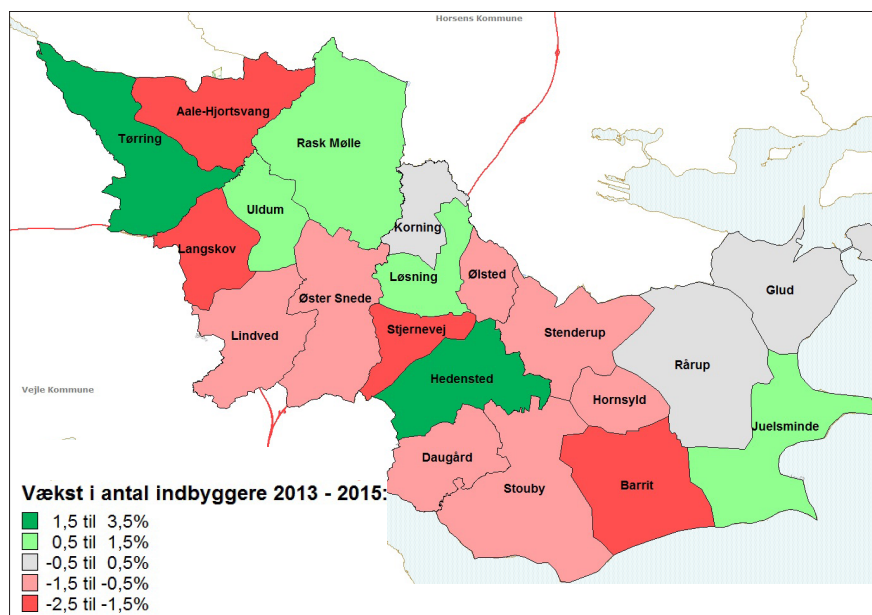 Horsens Kommune
Aale-Hjortsvang
Tørring
Rask Mølle
Uldum
Korning
Langskov
Løsning
Ølsted
Glud
Øster Snede
Stjernevej
Stenderup
Lindved
Rårup
Hedensted
Vejle Kommune
Hornsyld
Juelsminde
Daugård
Stouby
Barrit
Vækst i antal indbyggere 2013 - 2015:
1,5 til 3,5%
0,5 til 1,5%
-0,5 til 0,5%
-1,5 til -0,5%
-2,5 til -1,5%